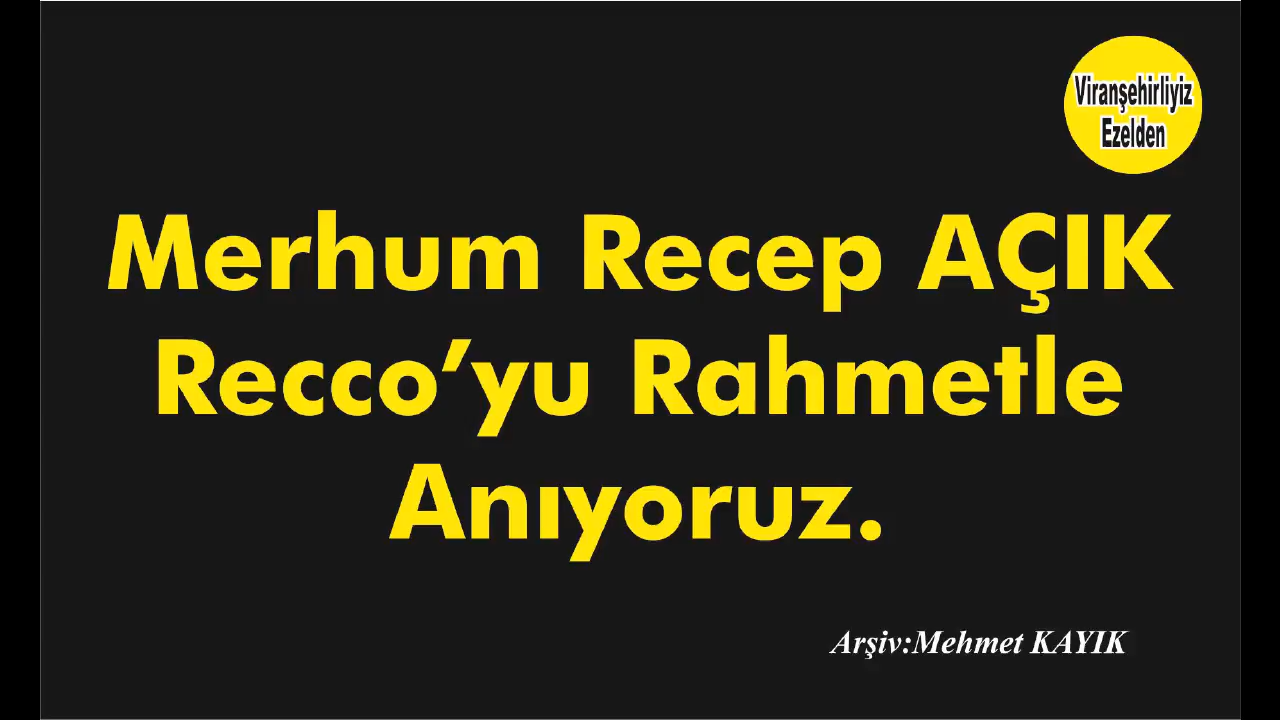 Viranşehirliyiz
Ezelden
Merhum Recep AÇIK
Recco'yu Rahmetle
Anıyoruz.
Arşiv:Mehmet KAYIK